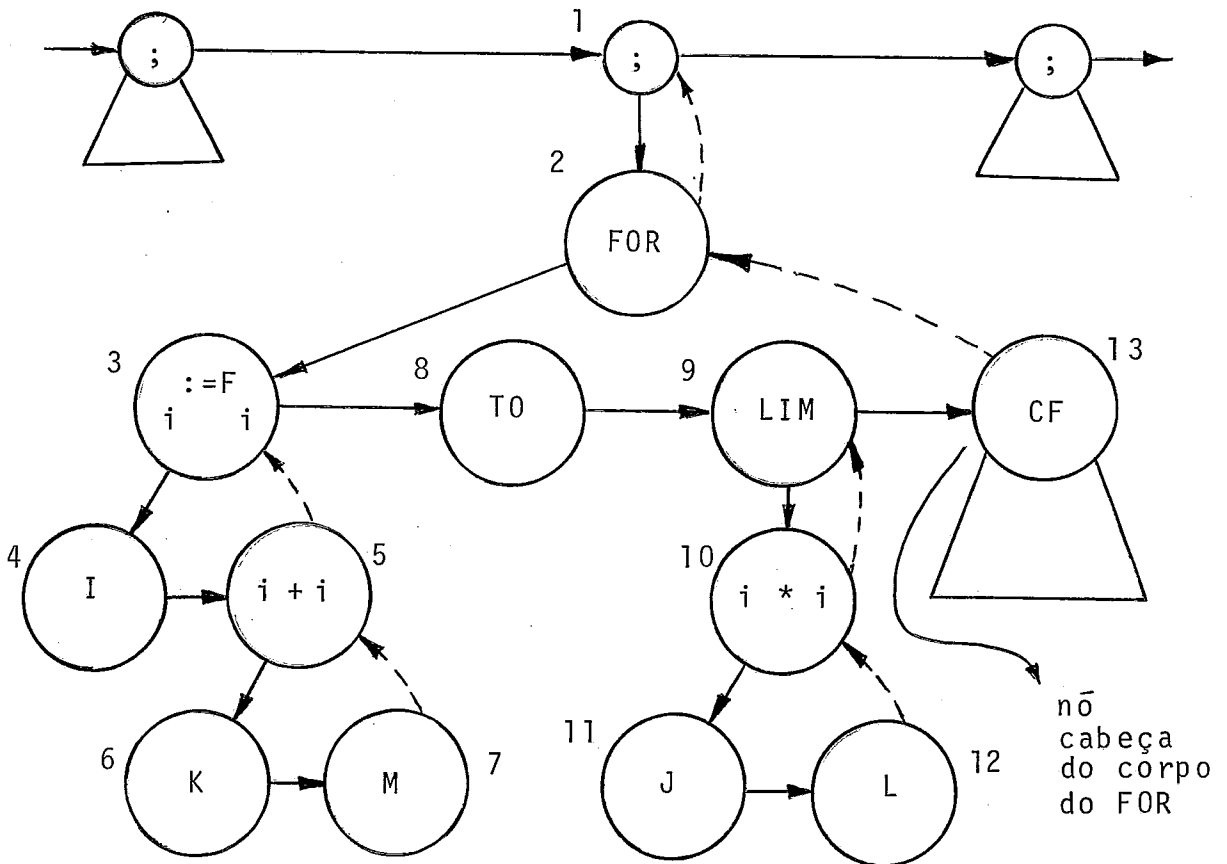 1
;
;
;
2
FOR
3
:=F
i i
8
TO
9
LIM
13
CF
4
I
5
i + i
10
i * i
6
K
M
7
11
J
L
12
nō
cabeça
do corpo
do FOR